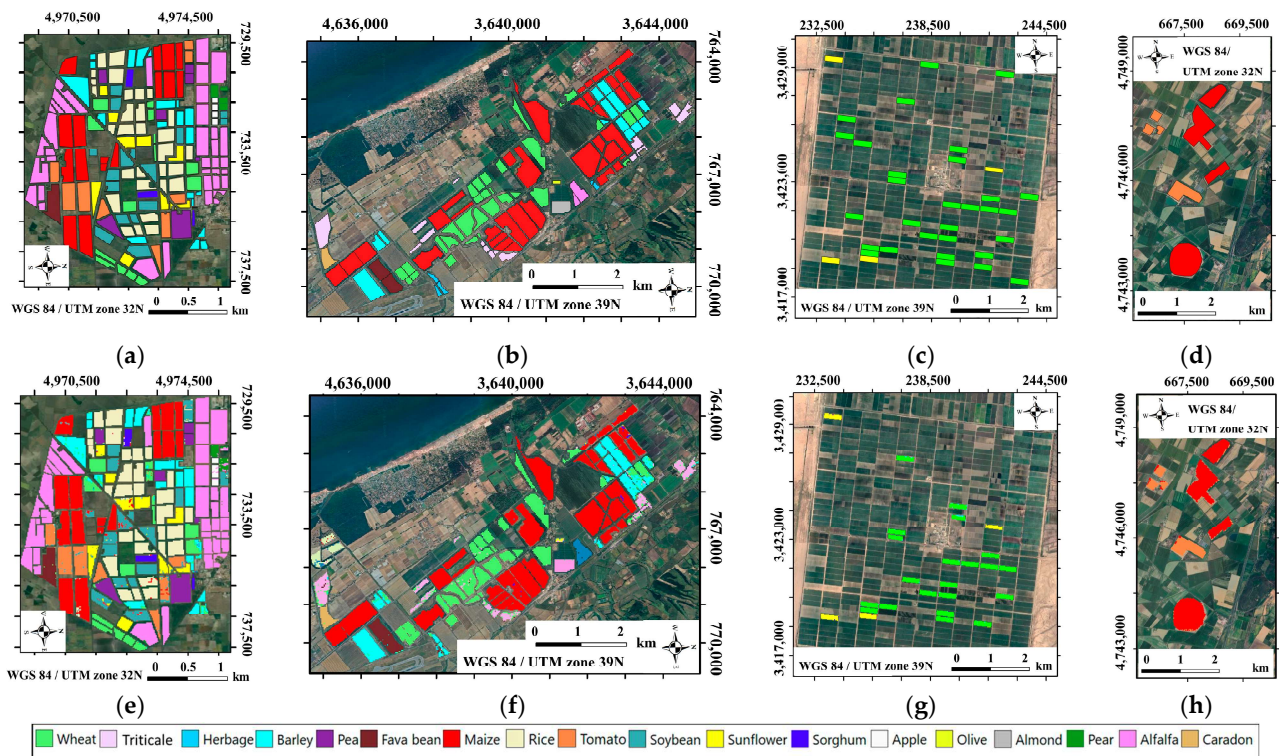 4,970,500 4,974,500
729,500
733,500
737,500
WGS 84 / UTM zone 32N
0 0.5 1 km
(a)
4,636,000 3,640,000 3,644,000
764,000
767,000
770,000
0 1 2
km
WGS 84 / UTM zone 39N
(b)
232,500 238,500 244,500
3,429,000
3,423,000
3,417,000
WGS 84 / UTM zone 39N
0 1 2 km
(c)
667,500 669,500
4,749,000
4,746,000
4,743,000
WGS 84/
UTM zone 32N
0 1 2
km
(d)
4,970,500 4,974,500
729,500
733,500
737,500
WGS 84 / UTM zone 32N
0 0.5 1 km
(e)
4,636,000 3,640,000 3,644,000
764,000
767,000
770,000
0 1 2
km
WGS 84 / UTM zone 39N
(f)
232,500 238,500 244,500
3,429,000
3,423,000
3,417,000
WGS 84 / UTM zone 39N
0 1 2 km
(g)
667,500 669,500
4,749,000
4,746,000
4,743,000
WGS 84/
UTM zone 32N
0 1 2
km
(h)
Wheat Triticale Herbage Barley Pea Fava bean Maize Rice Tomato Soybean Sunflower Sorghum Apple Olive Almond Pear Alfalfa Caradon